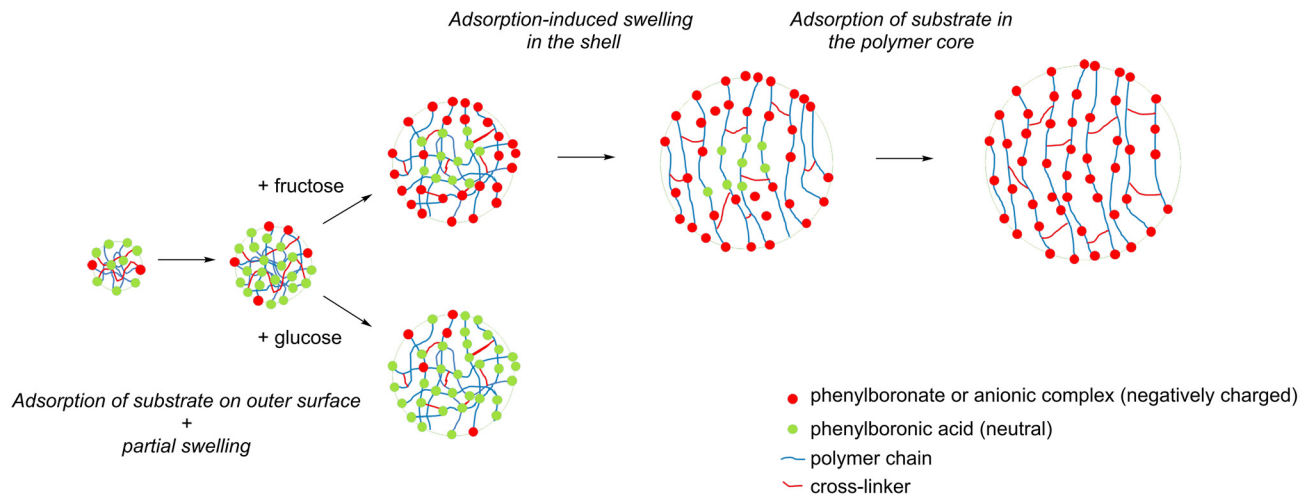 Adsorption-induced swelling
in the shell
Adsorption of substrate in
the polymer core
+ fructose
+ glucose
Adsorption of substrate on outer surface
+
partial swelling
phenylboronate or anionic complex (negatively charged)
phenylboronic acid (neutral)
polymer chain
cross-linker